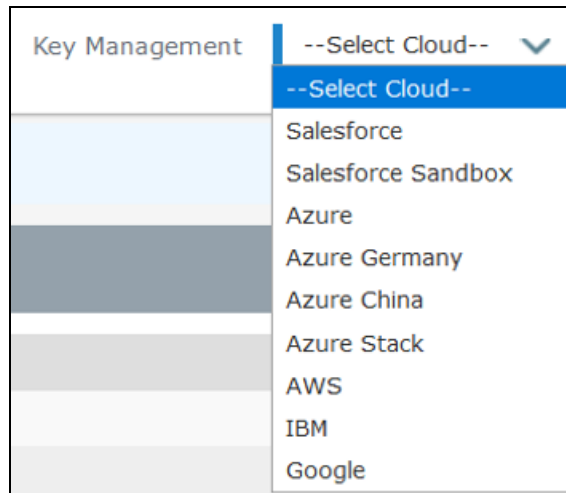 Key Management --Select Cloud--
--Select Cloud--
Salesforce
Salesforce Sandbox
Azure
Azure Germany
Azure China
Azure Stack
AWS
IBM
Google